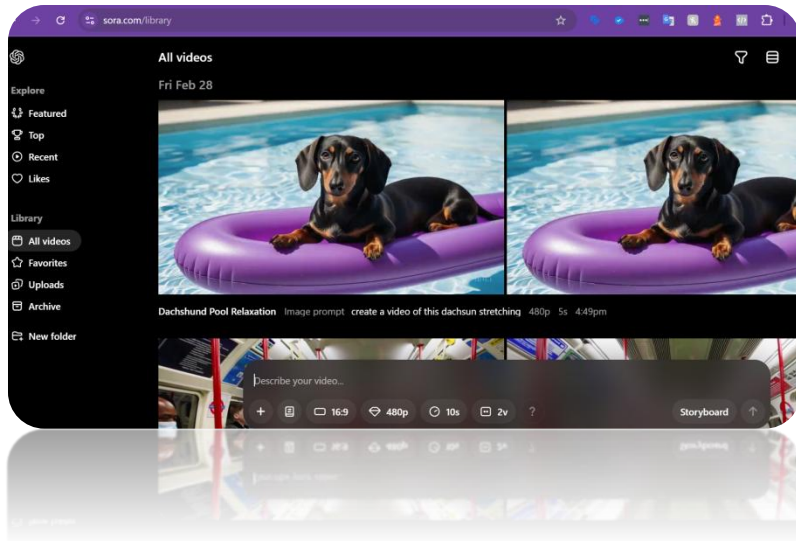 sora.com/library
All videos
Explore
Fri Feb 28
Featured
Top
Recent
Likes
Library
All videos
Favorites
Uploads
Archive
New folder
Dachshund Pool Relaxation Image prompt create a video of this dachsun stretching 480p 5s 4:49pm
Describe your video...
+ 16:9 480p 10s 2v ? Storyboard